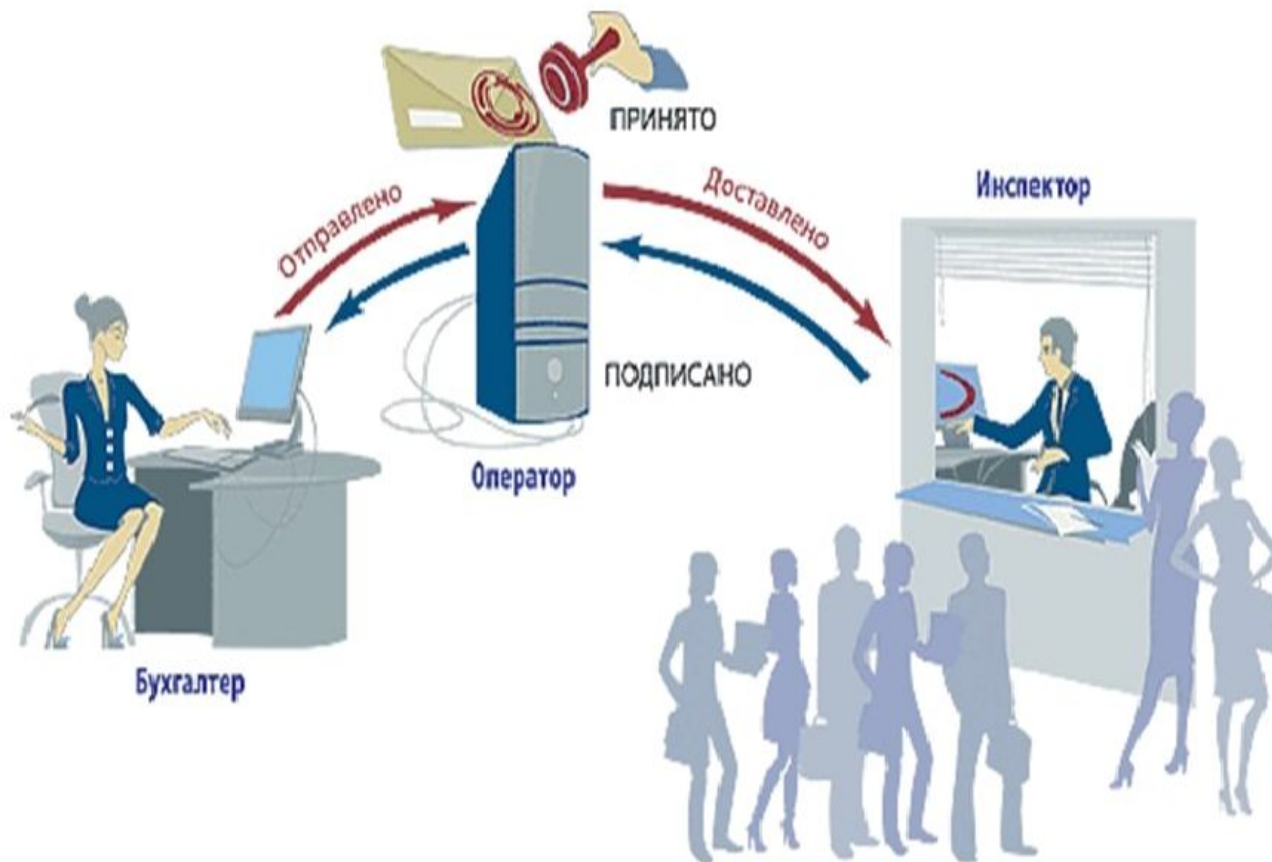 ПРИНЯТО
Отправлено
Доставлено
Инспектор
ПОДПИСАНО
Оператор
Бухгалтер